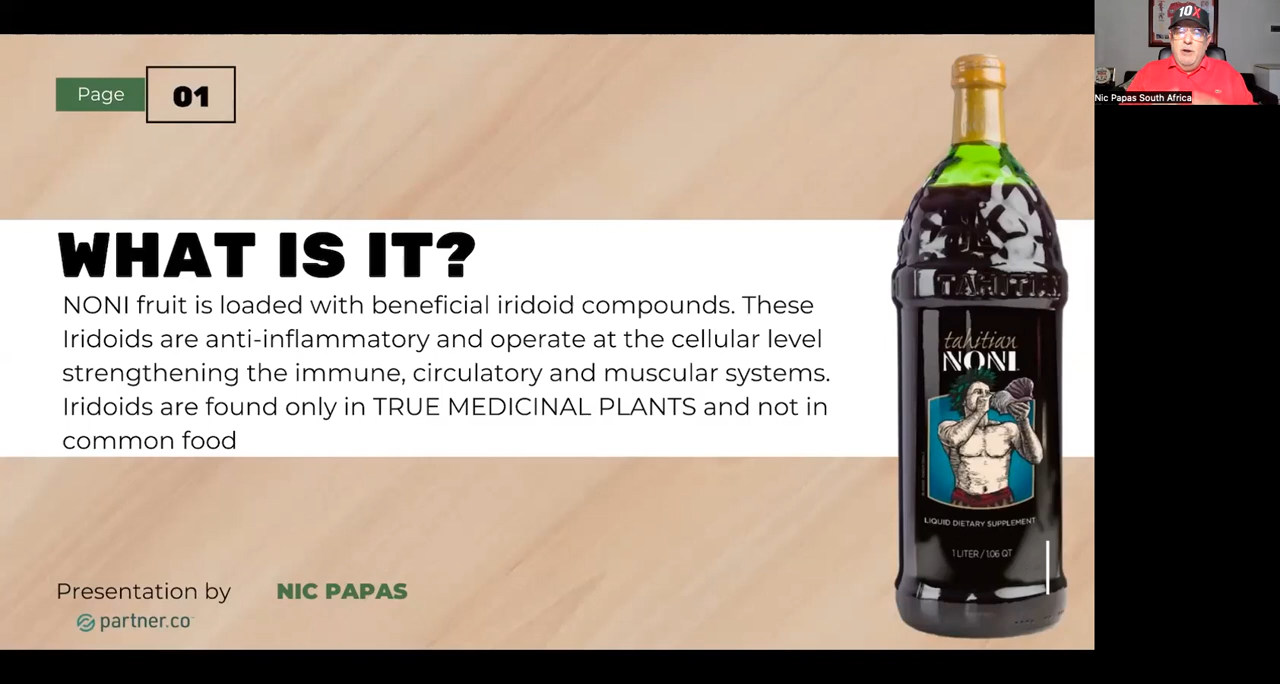 Page 01
WHAT IS IT?
NONI fruit is loaded with beneficial iridoid compounds. These
Iridoids are anti-inflammatory and operate at the cellular level
strengthening the immune, circulatory and muscular systems.
Iridoids are found only in TRUE MEDICINAL PLANTS and not in
common food
Presentation by NIC PAPAS
partner.co
TAHITIAN
tahitian
NONI
LIQUID DIETARY SUPPLEMENT
1 LITER / 1.06 QT
10X
Nic Papas South Africa